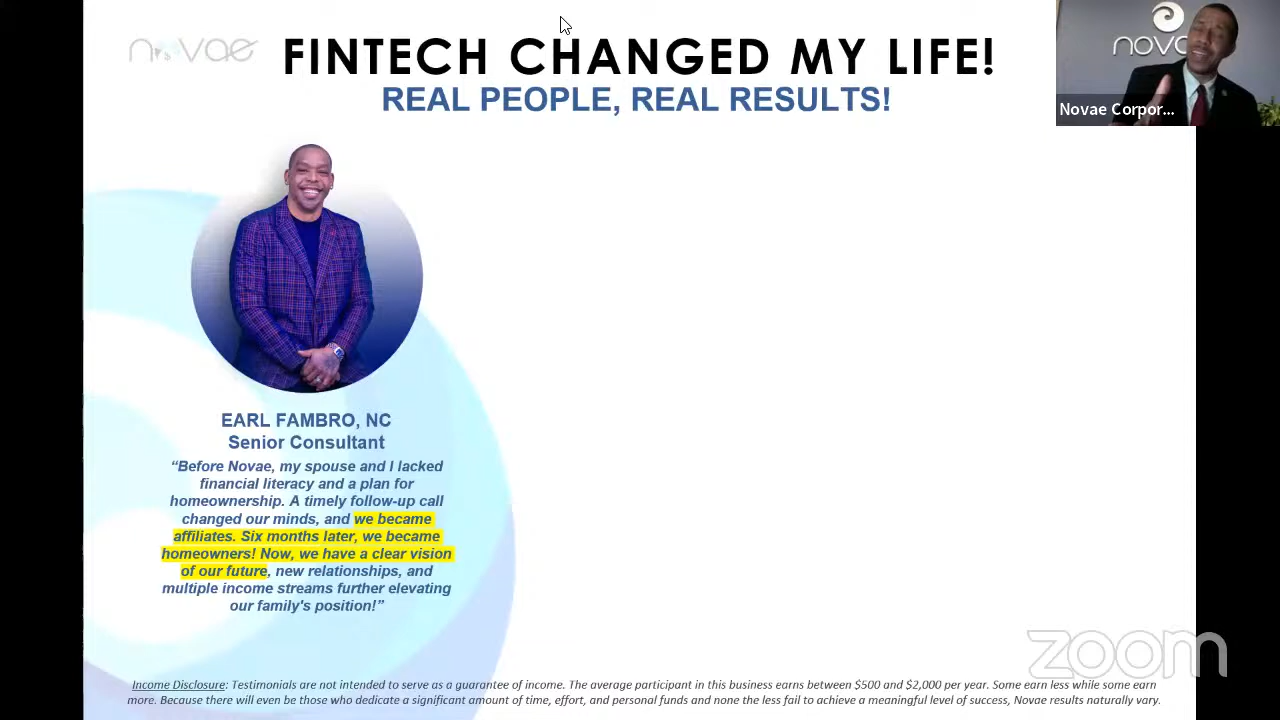 novae
FINTECH CHANGED MY LIFE!
REAL PEOPLE, REAL RESULTS!
Novae Corpor...
EARL FAMBRO, NC
Senior Consultant
“Before Novae, my spouse and I lacked
financial literacy and a plan for
homeownership. A timely follow-up call
changed our minds, and we became
affiliates. Six months later, we became
homeowners! Now, we have a clear vision
of our future, new relationships, and
multiple income streams further elevating
our family's position!”
zoom
Income Disclosure: Testimonials are not intended to serve as a guarantee of income. The average participant in this business earns between $500 and $2,000 per year. Some earn less while some earn
more. Because there will even be those who dedicate a significant amount of time, effort, and personal funds and none the less fail to achieve a meaningful level of success, Novae results naturally vary.